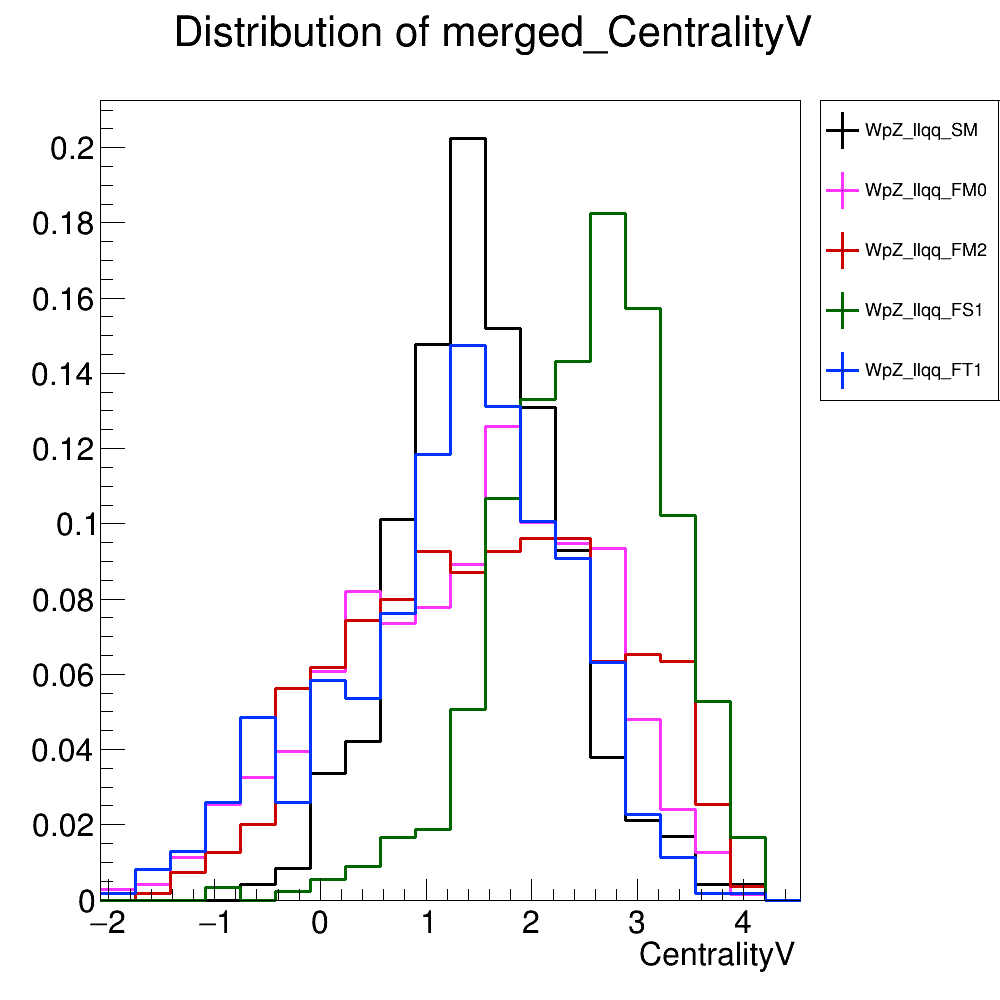 Distribution of merged_CentralityV
WpZ_llqq_SM
WpZ_llqq_FM0
WpZ_llqq_FM2
WpZ_llqq_FS1
WpZ_llqq_FT1
0.2
0.18
0.16
0.14
0.12
0.1
0.08
0.06
0.04
0.02
0
−2 −1 0 1 2 3 4
CentralityV